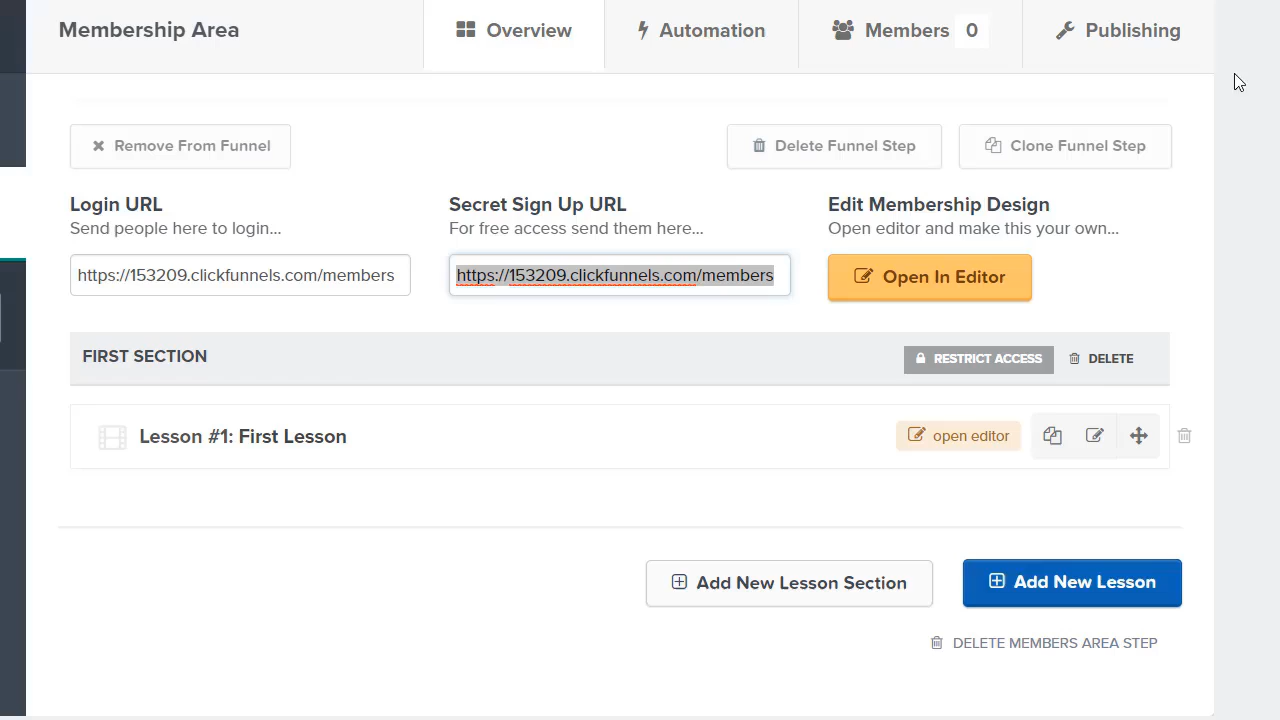 Membership Area
Overview
Automation
Members 0
Publishing
Remove From Funnel
Delete Funnel Step
Clone Funnel Step
Login URL
Send people here to login...
https://153209.clickfunnels.com/members
Secret Sign Up URL
For free access send them here...
https://153209.clickfunnels.com/members
Edit Membership Design
Open editor and make this your own...
Open In Editor
FIRST SECTION
RESTRICT ACCESS
DELETE
Lesson #1: First Lesson
open editor
Add New Lesson Section
Add New Lesson
DELETE MEMBERS AREA STEP